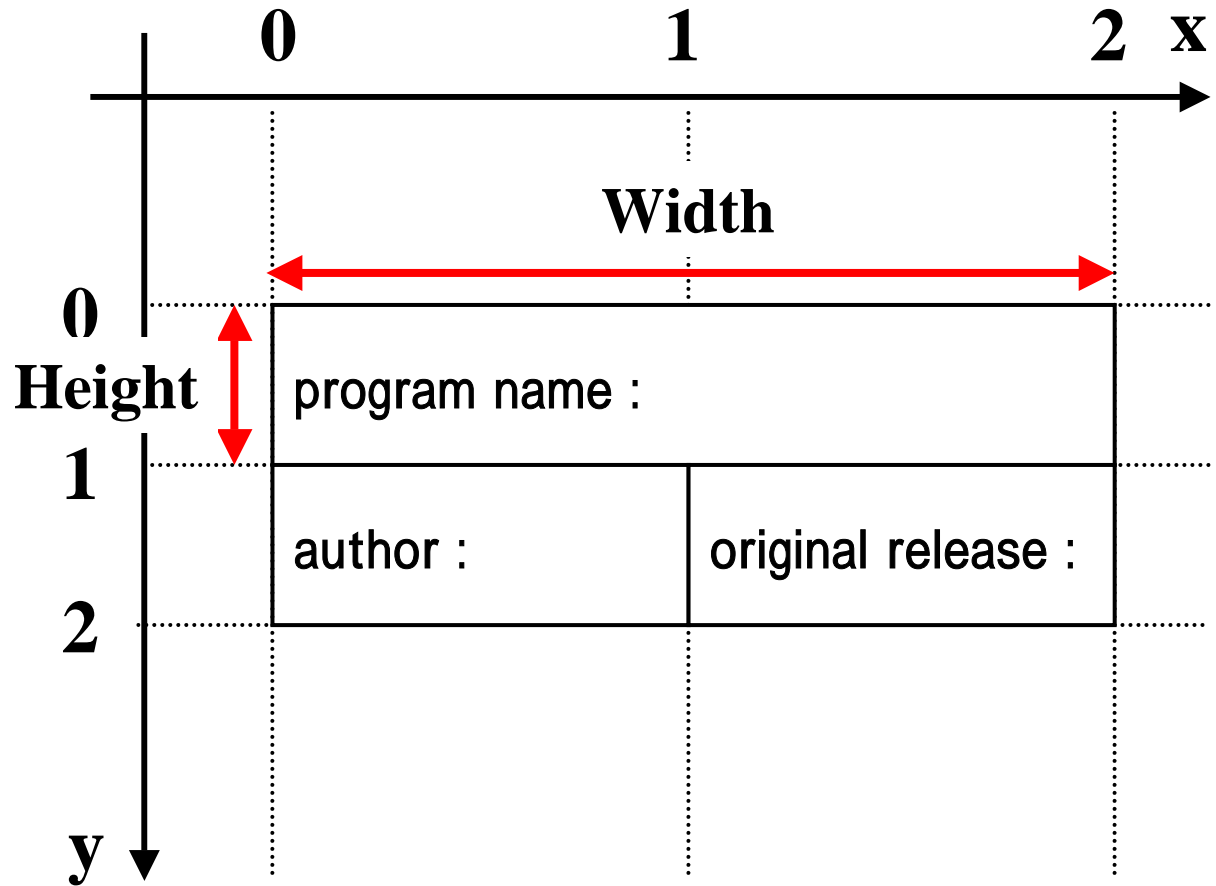 0 1 2 x
Width
0
Height
program name :
1
author : original release :
2
y